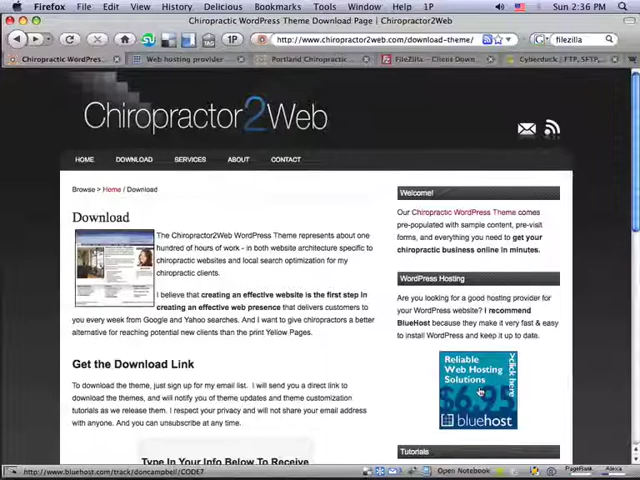 Firefox File Edit View History Delicious Bookmarks Tools Window Help 1P Sun 2:36 PM
Chiropractic WordPress Theme Download Page | Chiropractor2Web
1P http://www.chiropractor2web.com/download-theme/ filezilla
Chiropractic WordPres... Web hosting provider Portland Chiropractic ... FileZilla - Client Down... Cyberduck : FTP, SFTP,...
Chiropractor2Web
HOME DOWNLOAD SERVICES ABOUT CONTACT
Browse > Home / Download
Download
The Chiropractor2Web WordPress Theme represents about one
hundred of hours of work - in both website architecture specific to
chiropractic websites and local search optimization for my
chiropractic clients.
I believe that creating an effective website is the first step in
creating an effective web presence that delivers customers to
you every week from Google and Yahoo searches. And I want to give chiropractors a better
alternative for reaching potential new clients than the print Yellow Pages.
Get the Download Link
To download the theme, just sign up for my email list. I will send you a direct link to
download the themes, and will notify you of theme updates and theme customization
tutorials as we release them. I respect your privacy and will not share your email address
with anyone. And you can unsubscribe at any time.
Type In Your Info Below To Receive
Welcome!
Our Chiropractic WordPress Theme comes
pre-populated with sample content, pre-visit
forms, and everything you need to get your
chiropractic business online in minutes.
WordPress Hosting
Are you looking for a good hosting provider for
your WordPress website? I recommend
BlueHost because they make it very fast & easy
to install WordPress and keep it up to date.
Reliable
Web Hosting
Solutions
click here
$6.95
bluehost
Tutorials
http://www.bluehost.com/track/doncampbell/CODE7 Open Notebook PageRank Alexa